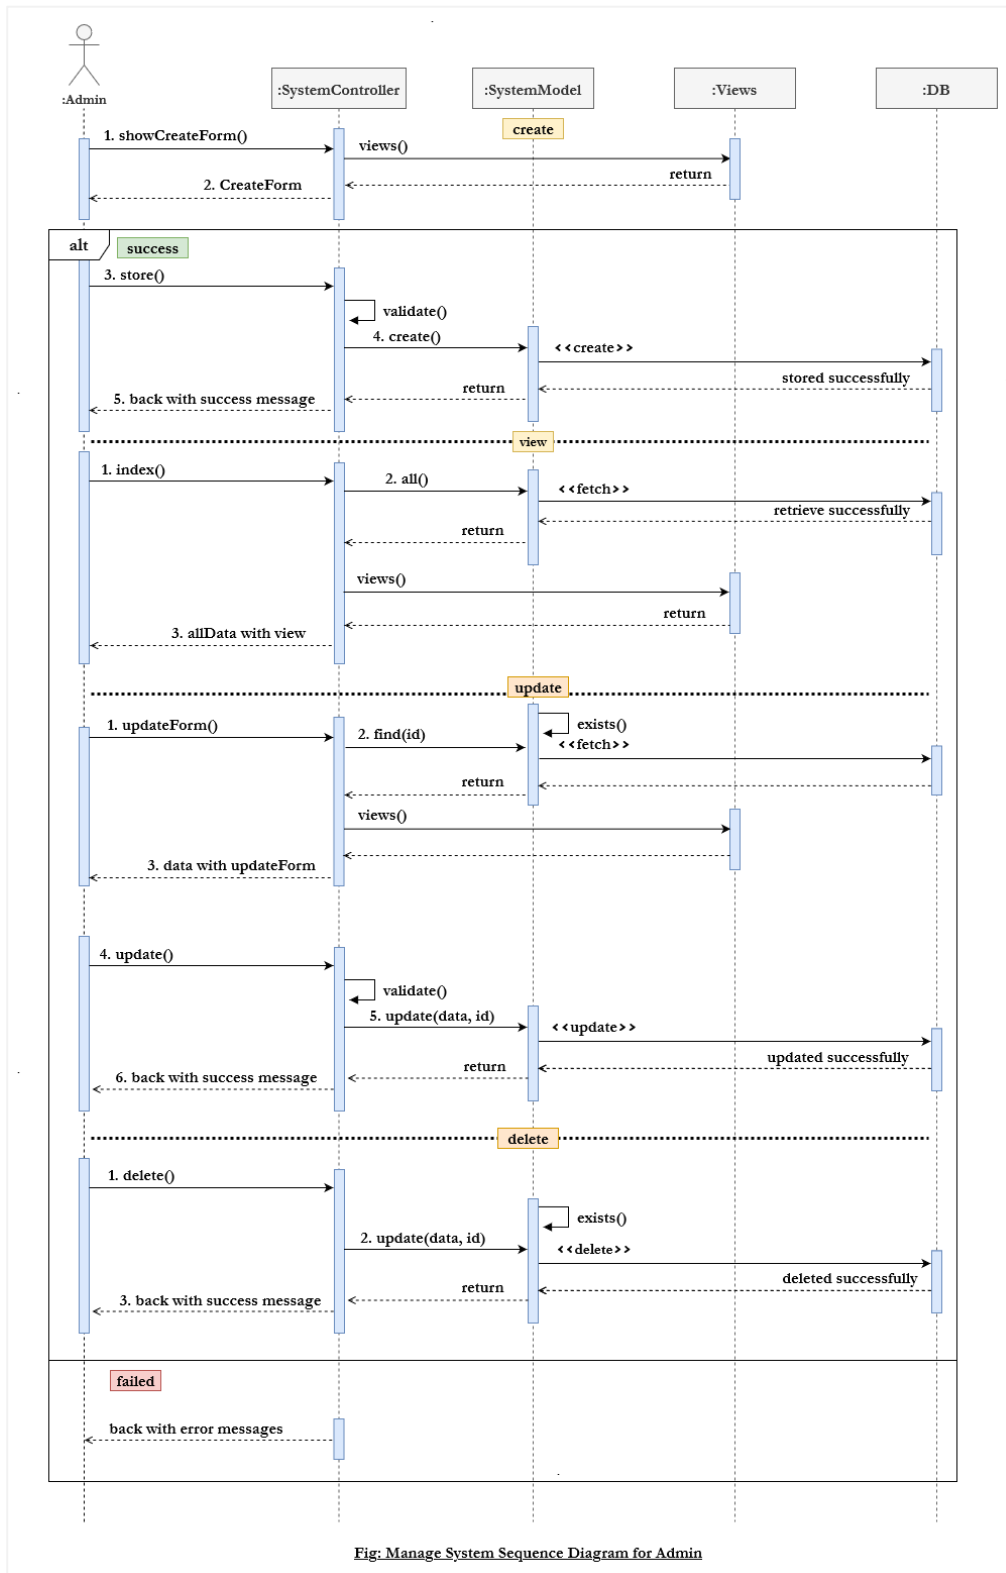 :Admin
:SystemController
:SystemModel
:Views
:DB
create
1. showCreateForm()
views()
return
2. CreateForm
alt
success
3. store()
validate()
4. create()
<<create>>
stored successfully
return
5. back with success message
view
1. index()
2. all()
<<fetch>>
retrieve successfully
return
views()
return
3. allData with view
update
1. updateForm()
exists()
2. find(id)
<<fetch>>
return
views()
3. data with updateForm
4. update()
validate()
5. update(data, id)
<<update>>
updated successfully
return
6. back with success message
delete
1. delete()
exists()
2. update(data, id)
<<delete>>
deleted successfully
return
3. back with success message
failed
back with error messages
Fig: Manage System Sequence Diagram for Admin